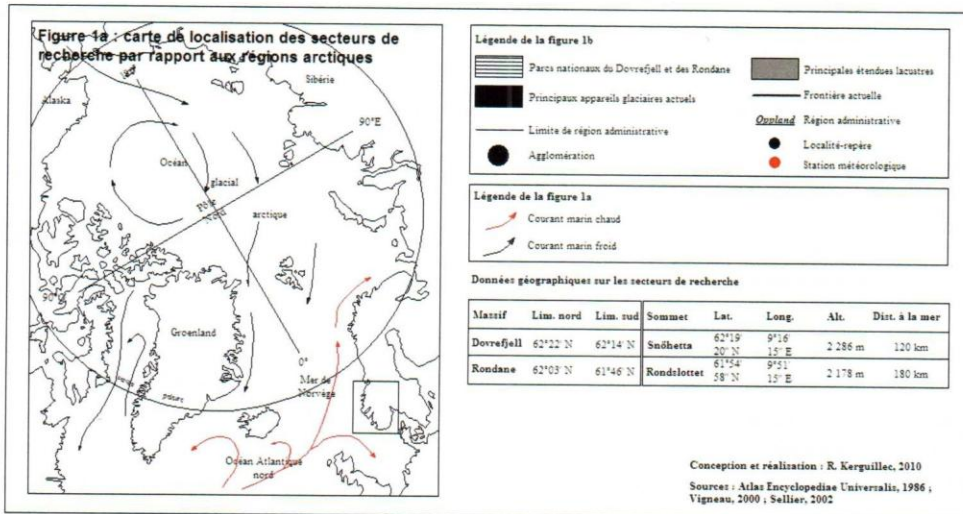 Figure 1a : carte de localisation des secteurs de
recherche par rapport aux régions arctiques
180°
Sibérie
Alaska
90°E
Océan
glacial
Pôle
Nord
arctique
90°O
Groenland
0°
Mer de
Norvège
polaire
Océan Atlantique
nord
Légende de la figure 1b
Parcs nationaux du Dovrefjell et des Rondane
Principaux appareils glaciaires actuels
Limite de région administrative
Agglomération
Principales étendues lacustres
Frontière actuelle
Oppland Région administrative
Localité-repère
Station météorologique
Légende de la figure 1a
Courant marin chaud
Courant marin froid
Données géographiques sur les secteurs de recherche
Massif Lim. nord Lim. sud Sommet Lat. Long. Alt. Dist. à la mer
Dovrefjell 62°22' N 62°14' N Snöhetta 62°19' 20" N 9°16' 15" E 2 286 m 120 km
Rondane 62°03' N 61°46' N Rondslottet 61°54' 58" N 9°51' 15" E 2 178 m 180 km
Conception et réalisation : R. Kerguillec, 2010
Sources : Atlas Encyclopediae Universalis, 1986 ;
Vigneau, 2000 ; Sellier, 2002